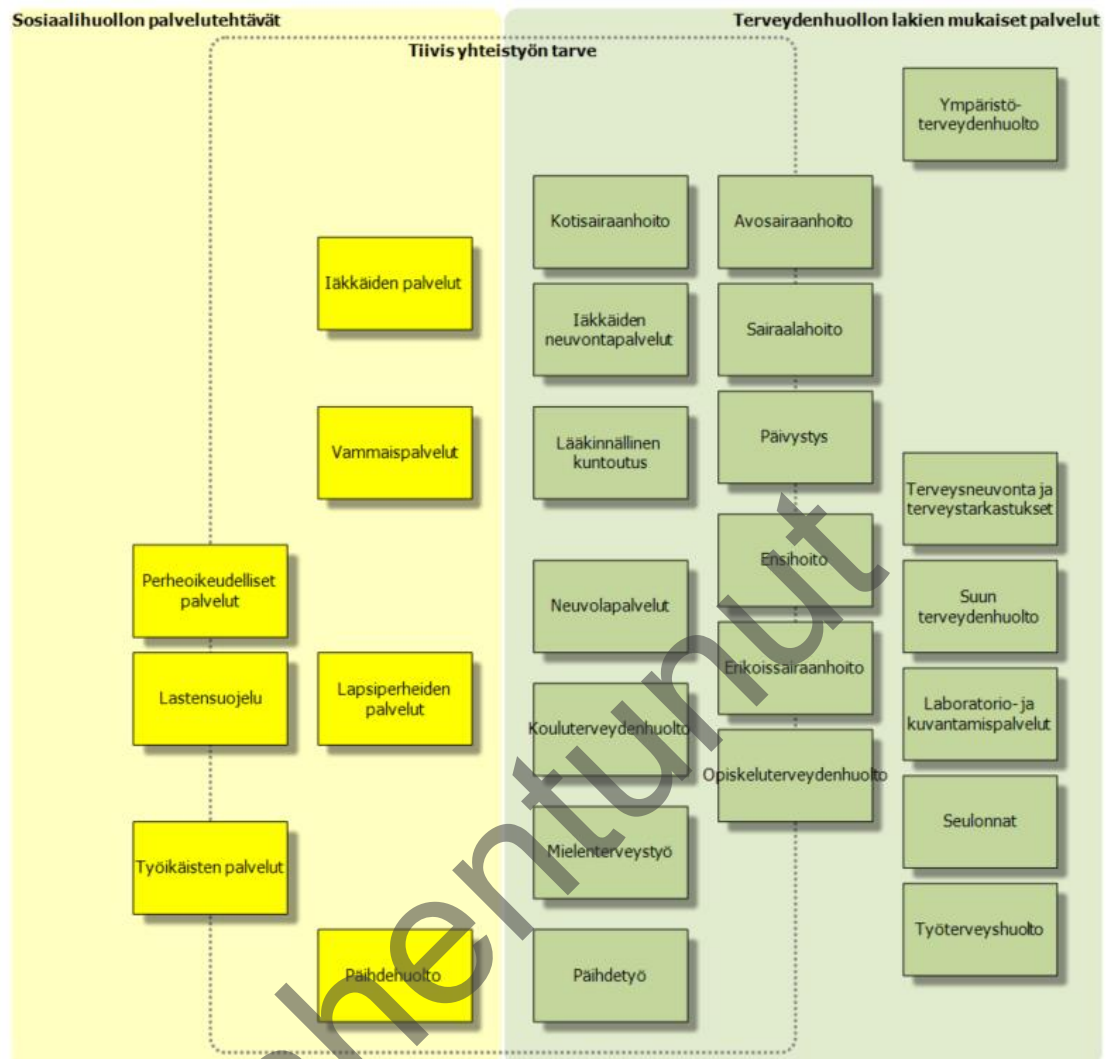 Sosiaalihuollon palvelutehtävät
Terveydenhuollon lakien mukaiset palvelut
Tiivis yhteistyön tarve
Ympäristö-
terveydenhuolto
Kotisairaanhoito
Avosairaanhoito
Iäkkäiden palvelut
Iäkkäiden
neuvontapalvelut
Sairaalahoito
Vammaispalvelut
Lääkinnällinen
kuntoutus
Päivystys
Terveysneuvonta ja
terveystarkastukset
Perheoikeudelliset
palvelut
Neuvolapalvelut
Ensihoito
Suun
terveydenhuolto
Lastensuojelu
Lapsiperheiden
palvelut
Kouluterveydenhuolto
Erikoissairaanhoito
Laboratorio- ja
kuvantamispalvelut
Opiskeluterveydenhuolto
Seulonnat
Työikäisten palvelut
Mielenterveystyö
Työterveyshuolto
Päihdehuolto
Päihdetyö